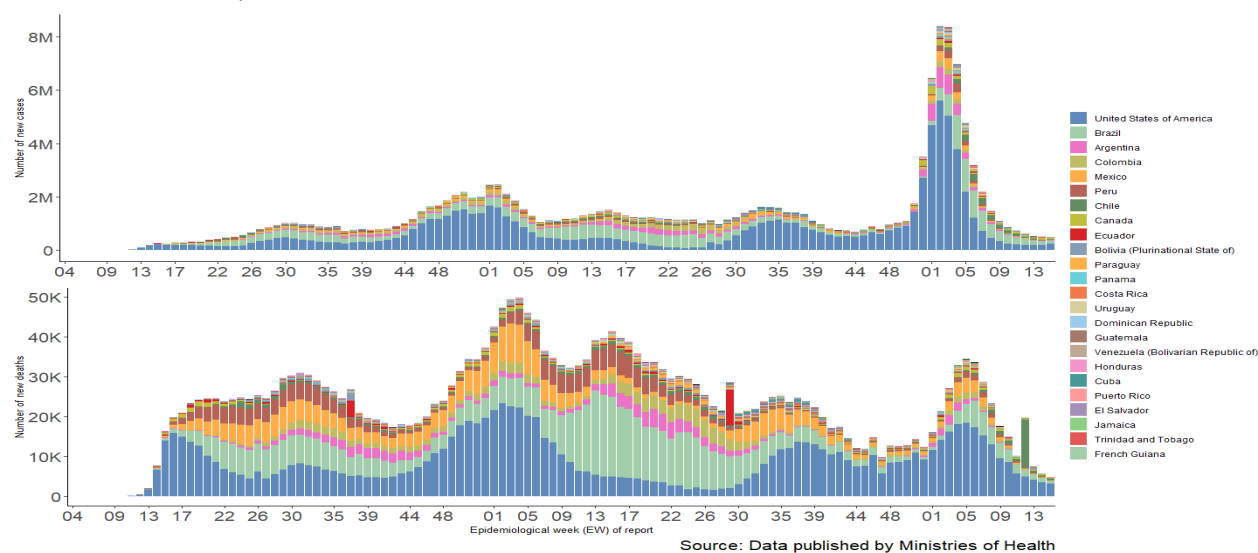 8M
6M
4M
2M
0
Number of new cases
04 09 13 17 22 26 30 35 39 44 48 01 05 09 13 17 22 26 30 35 39 44 48 01 05 09 13
50K
40K
30K
20K
10K
0
Number of new deaths
04 09 13 17 22 26 30 35 39 44 48 01 05 09 13 17 22 26 30 35 39 44 48 01 05 09 13
Epidemiological week (EW) of report
United States of America
Brazil
Argentina
Colombia
Mexico
Peru
Chile
Canada
Ecuador
Bolivia (Plurinational State of)
Paraguay
Panama
Costa Rica
Uruguay
Dominican Republic
Guatemala
Venezuela (Bolivarian Republic of)
Honduras
Cuba
Puerto Rico
El Salvador
Jamaica
Trinidad and Tobago
French Guiana
Source: Data published by Ministries of Health